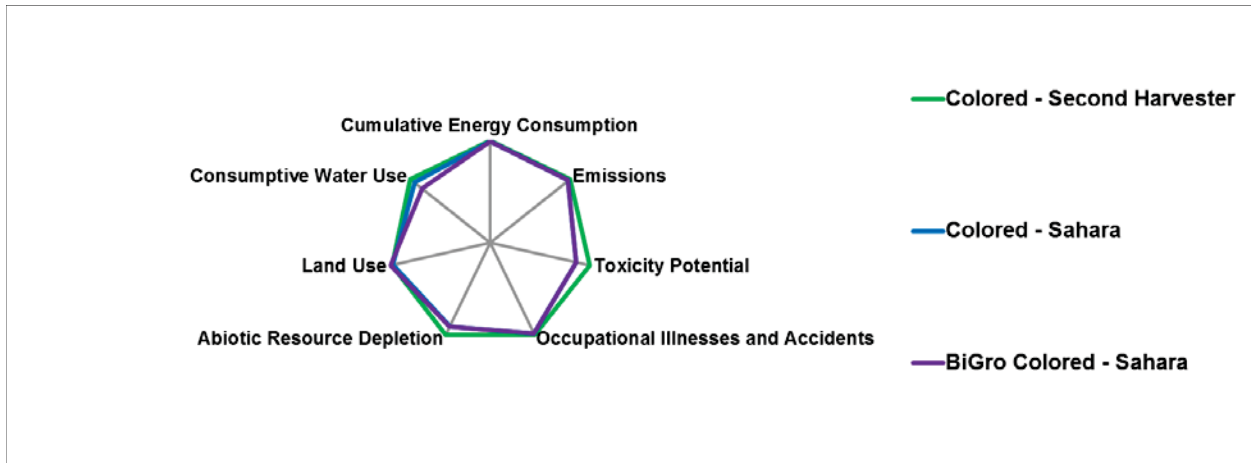 Colored - Second Harvester
Cumulative Energy Consumption
Consumptive Water Use
Emissions
Colored - Sahara
Land Use
Toxicity Potential
Abiotic Resource Depletion
Occupational Illnesses and Accidents
BiGro Colored - Sahara